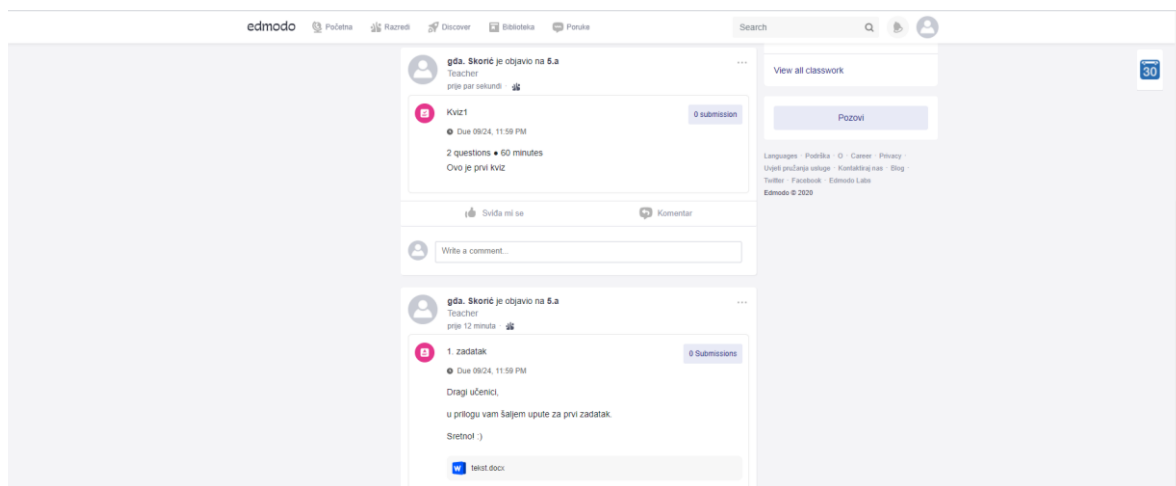 edmodo Početna Razredi Discover Biblioteka Poruke Search
gđa. Skorić je objavio na 5.a
Teacher
prije par sekundi ·
Kviz1
0 submission
Due 09/24, 11:59 PM
2 questions ● 60 minutes
Ovo je prvi kviz
Sviđa mi se Komentar
Write a comment...
gđa. Skorić je objavio na 5.a
Teacher
prije 12 minuta ·
1. zadatak
0 Submissions
Due 09/24, 11:59 PM
Dragi učenici,
u prilogu vam šaljem upute za prvi zadatak.
Sretno! :)
W tekst.docx
View all classwork
Pozovi
Languages · Podrška · O · Career · Privacy ·
Uvjeti pružanja usluge · Kontaktiraj nas · Blog ·
Twitter · Facebook · Edmodo Labs
Edmodo © 2020
30